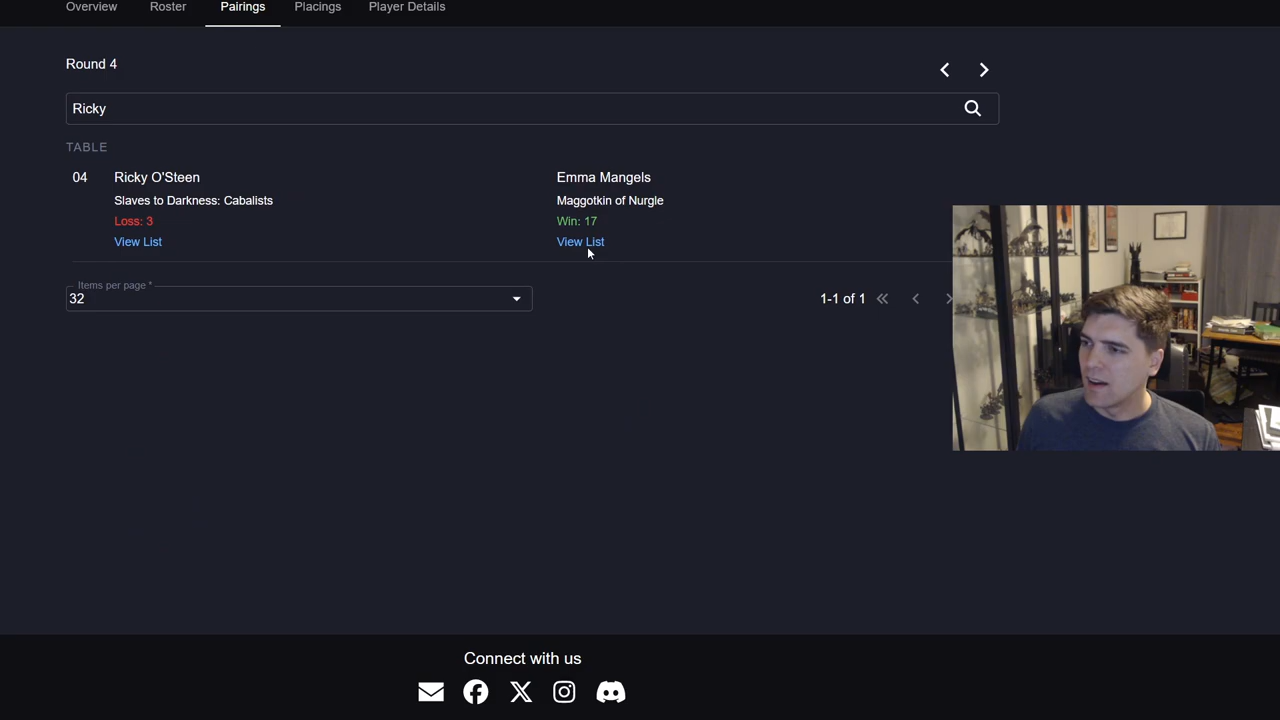 Overview Roster Pairings Placings Player Details
Round 4
Ricky
TABLE
04 Ricky O'Steen Emma Mangels
Slaves to Darkness: Cabalists Maggotkin of Nurgle
Loss: 3 Win: 17
View List View List
Items per page *
32 1-1 of 1
Connect with us